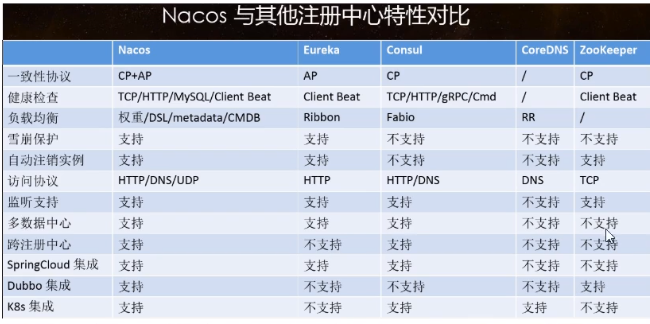 Nacos 与其他注册中心特性对比
Nacos Eureka Consul CoreDNS ZooKeeper
一致性协议 CP+AP AP CP / CP
健康检查 TCP/HTTP/MySQL/Client Beat Client Beat TCP/HTTP/gRPC/Cmd / Client Beat
负载均衡 权重/DSL/metadata/CMDB Ribbon Fabio RR /
雪崩保护 支持 支持 不支持 不支持 不支持
自动注销实例 支持 支持 不支持 不支持 支持
访问协议 HTTP/DNS/UDP HTTP HTTP/DNS DNS TCP
监听支持 支持 支持 支持 不支持 支持
多数据中心 支持 支持 支持 不支持 不支持
跨注册中心 支持 不支持 支持 不支持 不支持
SpringCloud 集成 支持 支持 支持 不支持 不支持
Dubbo 集成 支持 不支持 不支持 不支持 支持
K8s 集成 支持 不支持 支持 支持 不支持